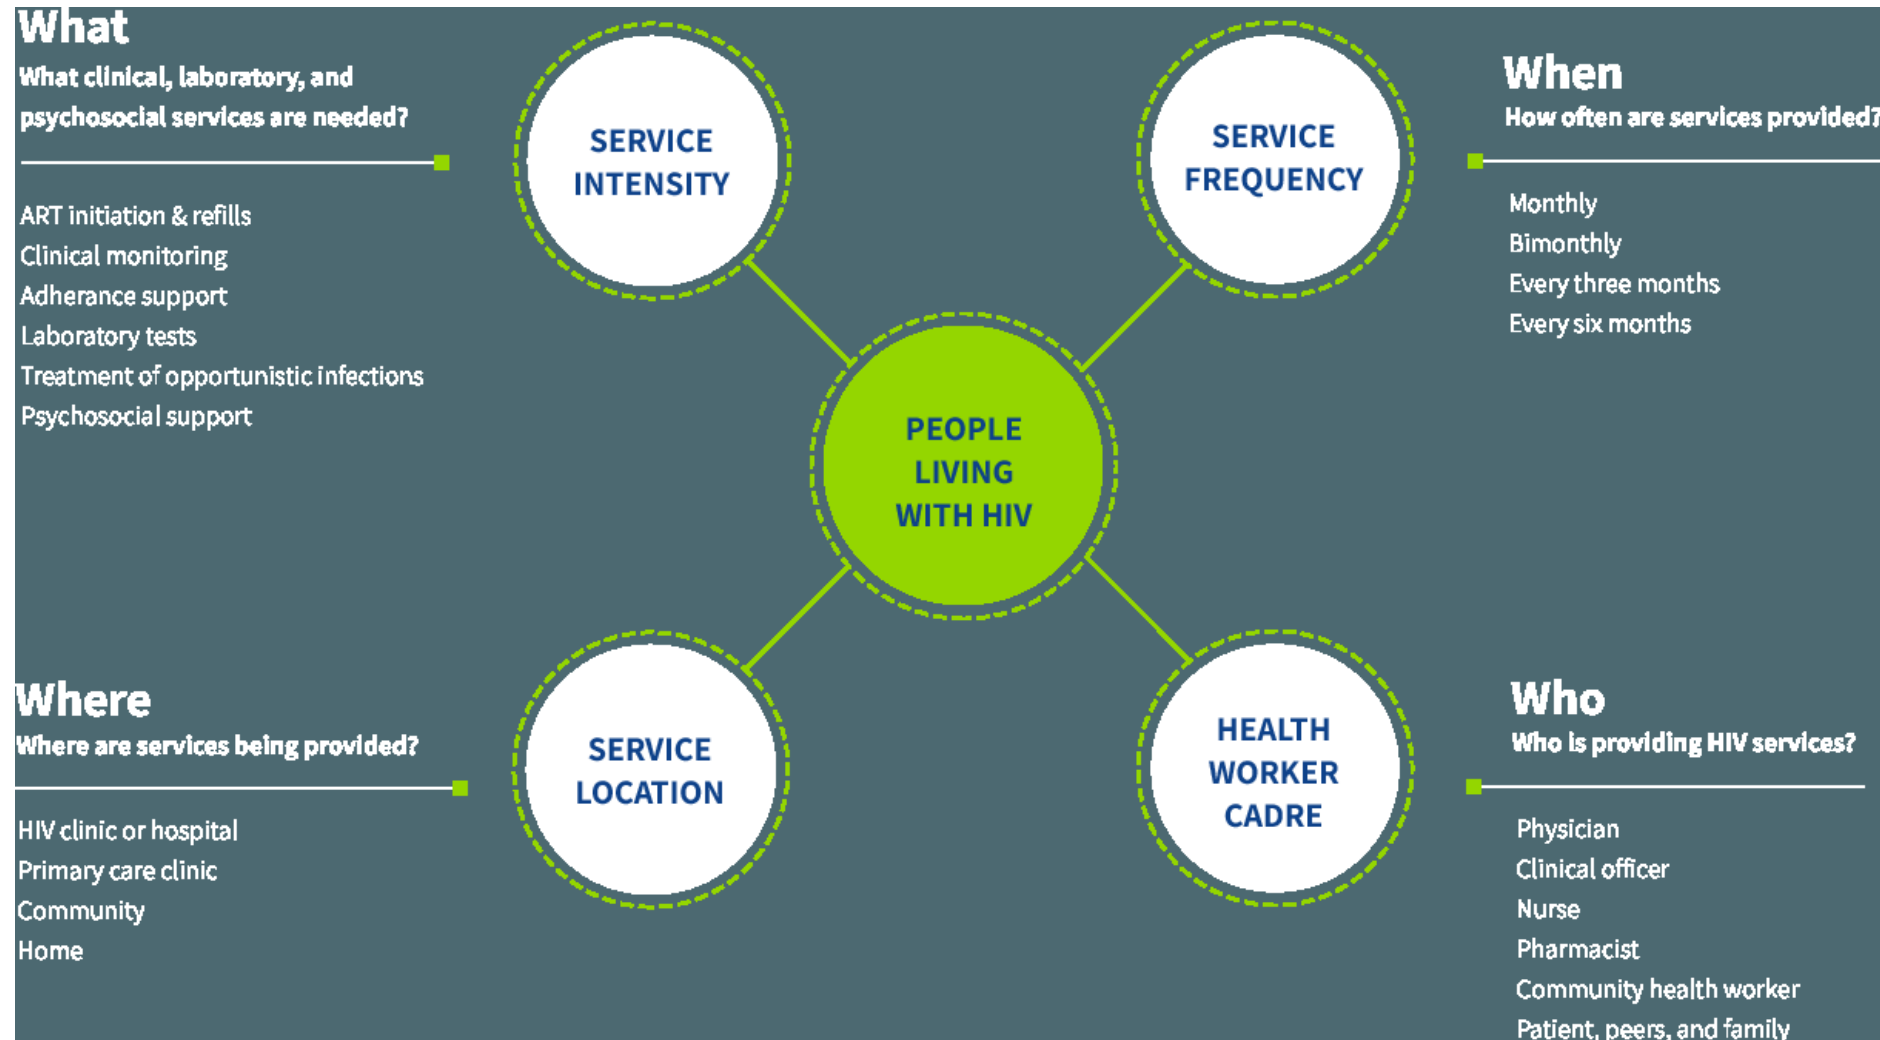 What
What clinical, laboratory, and
psychosocial services are needed?
ART initiation & refills
Clinical monitoring
Adherance support
Laboratory tests
Treatment of opportunistic infections
Psychosocial support
SERVICE
INTENSITY
SERVICE
FREQUENCY
When
How often are services provided?
Monthly
Bimonthly
Every three months
Every six months
PEOPLE
LIVING
WITH HIV
Where
Where are services being provided?
HIV clinic or hospital
Primary care clinic
Community
Home
SERVICE
LOCATION
HEALTH
WORKER
CADRE
Who
Who is providing HIV services?
Physician
Clinical officer
Nurse
Pharmacist
Community health worker
Patient, peers, and family